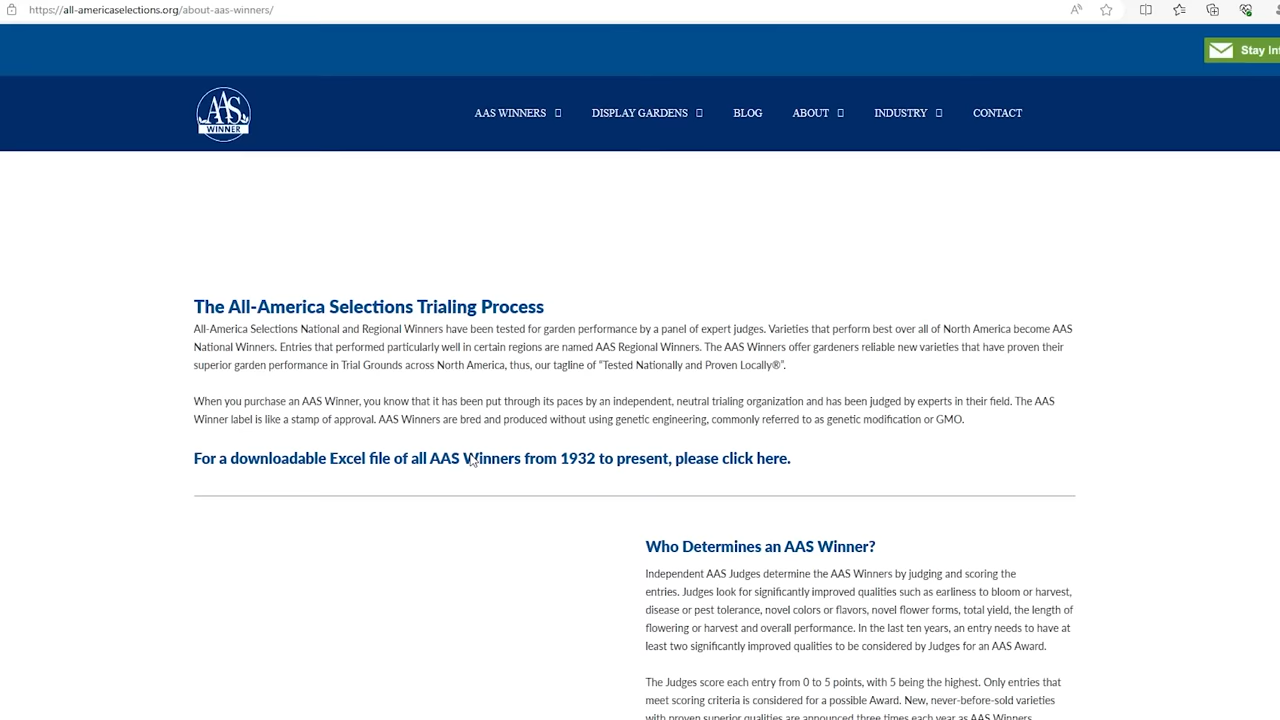 https://all-americaselections.org/about-aas-winners/
Stay In
AAS
WINNER
AAS WINNERS
DISPLAY GARDENS
BLOG
ABOUT
INDUSTRY
CONTACT
The All-America Selections Trialing Process
All-America Selections National and Regional Winners have been tested for garden performance by a panel of expert judges. Varieties that perform best over all of North America become AAS
National Winners. Entries that performed particularly well in certain regions are named AAS Regional Winners. The AAS Winners offer gardeners reliable new varieties that have proven their
superior garden performance in Trial Grounds across North America, thus, our tagline of “Tested Nationally and Proven Locally®”.
When you purchase an AAS Winner, you know that it has been put through its paces by an independent, neutral trialing organization and has been judged by experts in their field. The AAS
Winner label is like a stamp of approval. AAS Winners are bred and produced without using genetic engineering, commonly referred to as genetic modification or GMO.
For a downloadable Excel file of all AAS Winners from 1932 to present, please click here.
Who Determines an AAS Winner?
Independent AAS Judges determine the AAS Winners by judging and scoring the
entries. Judges look for significantly improved qualities such as earliness to bloom or harvest,
disease or pest tolerance, novel colors or flavors, novel flower forms, total yield, the length of
flowering or harvest and overall performance. In the last ten years, an entry needs to have at
least two significantly improved qualities to be considered by Judges for an AAS Award.
The Judges score each entry from 0 to 5 points, with 5 being the highest. Only entries that
meet scoring criteria is considered for a possible Award. New, never-before-sold varieties
with proven superior qualities are announced three times each year as AAS Winners.